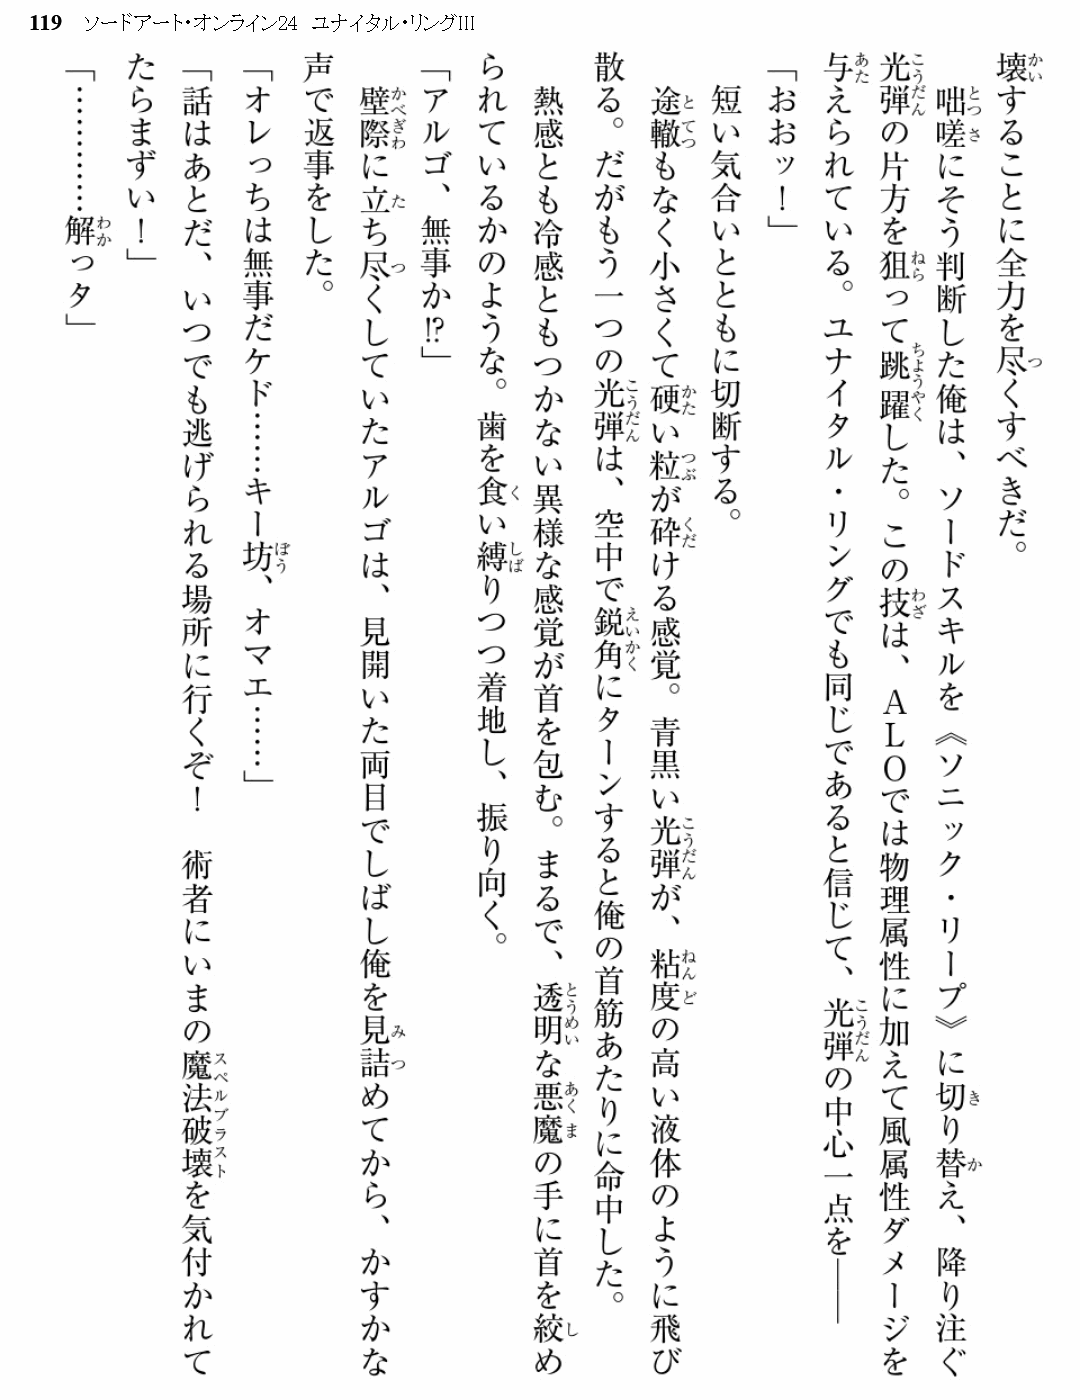 119 ソードアート・オンライン24 ユナイタル・リングIII
壊することに全力を尽くすべきだ。
咄嗟にそう判断した俺は、ソードスキルを《ソニック・リープ》に切り替え、降り注ぐ
光弾の片方を狙って跳躍した。この技は、ＡＬＯでは物理属性に加えて風属性ダメージを
与えられている。ユナイタル・リングでも同じであると信じて、光弾の中心一点を――
「おおッ！」
短い気合いとともに切断する。
途轍もなく小さくて硬い粒が砕ける感覚。青黒い光弾が、粘度の高い液体のように飛び
散る。だがもう一つの光弾は、空中で鋭角にターンすると俺の首筋あたりに命中した。
熱感とも冷感ともつかない異様な感覚が首を包む。まるで、透明な悪魔の手に首を絞め
られているかのような。歯を食い縛りつつ着地し、振り向く。
「アルゴ、無事か!?」
壁際に立ち尽くしていたアルゴは、見開いた両目でしばし俺を見詰めてから、かすかな
声で返事をした。
「オレっちは無事だケド……キー坊、オマエ……」
「話はあとだ、いつでも逃げられる場所に行くぞ！　術者にいまの魔法破壊を気付かれて
たらまずい！」
「…………解っタ」